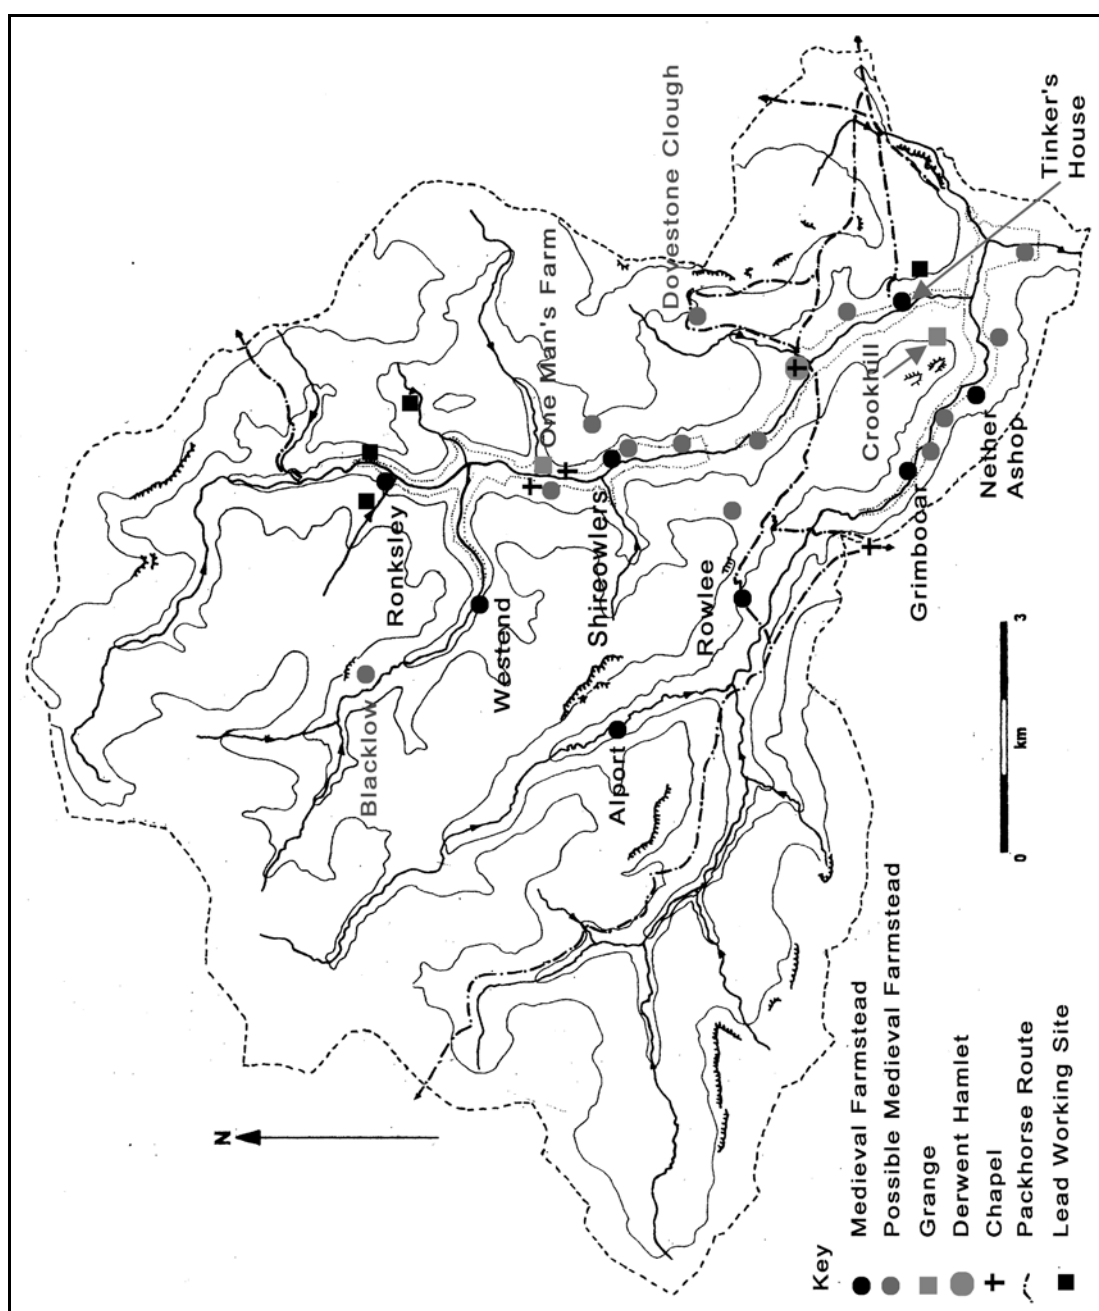 N
Dovestone Clough
One Man's Farm
Tinker's
House
Crookhill
Ronksley
Westend
Blacklow
Shireowlers
Rowlee
Alport
Grimboar
Nether
Ashop
0
km
3
Key
Medieval Farmstead
Possible Medieval Farmstead
Grange
Derwent Hamlet
Chapel
Packhorse Route
Lead Working Site